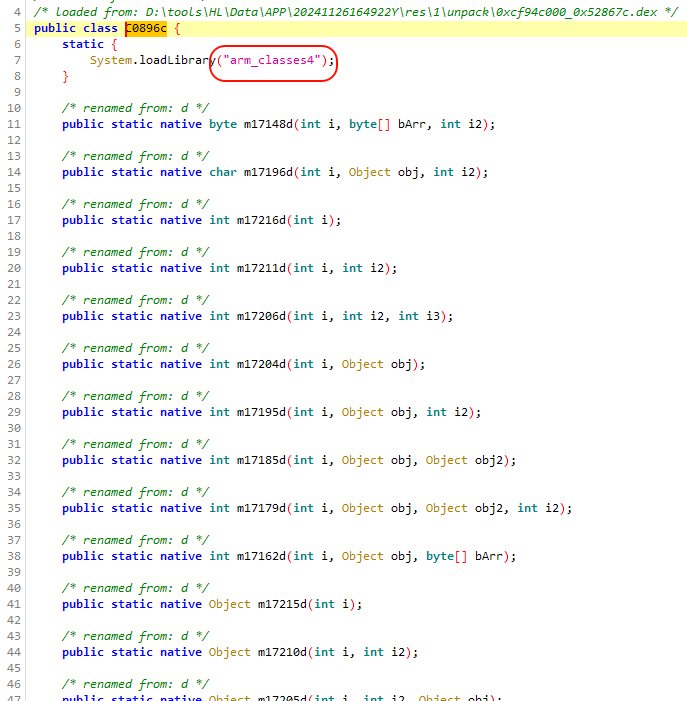 4 /* loaded from: D:\tools\HL\Data\APP\20241126164922Y\res\1\unpack\0xcf94c000_0x52867c.dex */
5 public class C0896c {
6 static {
7 System.loadLibrary("arm_classes4");
8 }
9
10 /* renamed from: d */
11 public static native byte m17148d(int i, byte[] bArr, int i2);
12
13 /* renamed from: d */
14 public static native char m17196d(int i, Object obj, int i2);
15
16 /* renamed from: d */
17 public static native int m17216d(int i);
18
19 /* renamed from: d */
20 public static native int m17211d(int i, int i2);
21
22 /* renamed from: d */
23 public static native int m17206d(int i, int i2, int i3);
24
25 /* renamed from: d */
26 public static native int m17204d(int i, Object obj);
27
28 /* renamed from: d */
29 public static native int m17195d(int i, Object obj, int i2);
30
31 /* renamed from: d */
32 public static native int m17185d(int i, Object obj, Object obj2);
33
34 /* renamed from: d */
35 public static native int m17179d(int i, Object obj, Object obj2, int i2);
36
37 /* renamed from: d */
38 public static native int m17162d(int i, Object obj, byte[] bArr);
39
40 /* renamed from: d */
41 public static native Object m17215d(int i);
42
43 /* renamed from: d */
44 public static native Object m17210d(int i, int i2);
45
46 /* renamed from: d */
47 public static native Object m17205d(int i, int i2, Object obj);